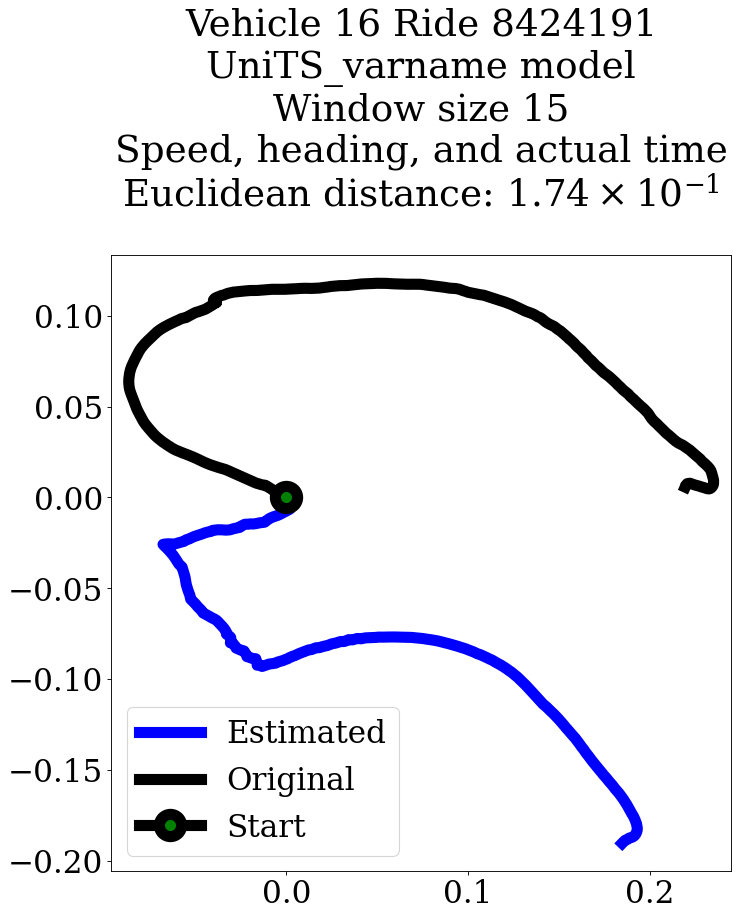 Vehicle 16 Ride 8424191
UniTS_varname model
Window size 15
Speed, heading, and actual time
Euclidean distance: $1.74 \times 10^{-1}$
0.10
0.05
0.00
−0.05
−0.10
−0.15
−0.20
Estimated
Original
Start
0.0 0.1 0.2